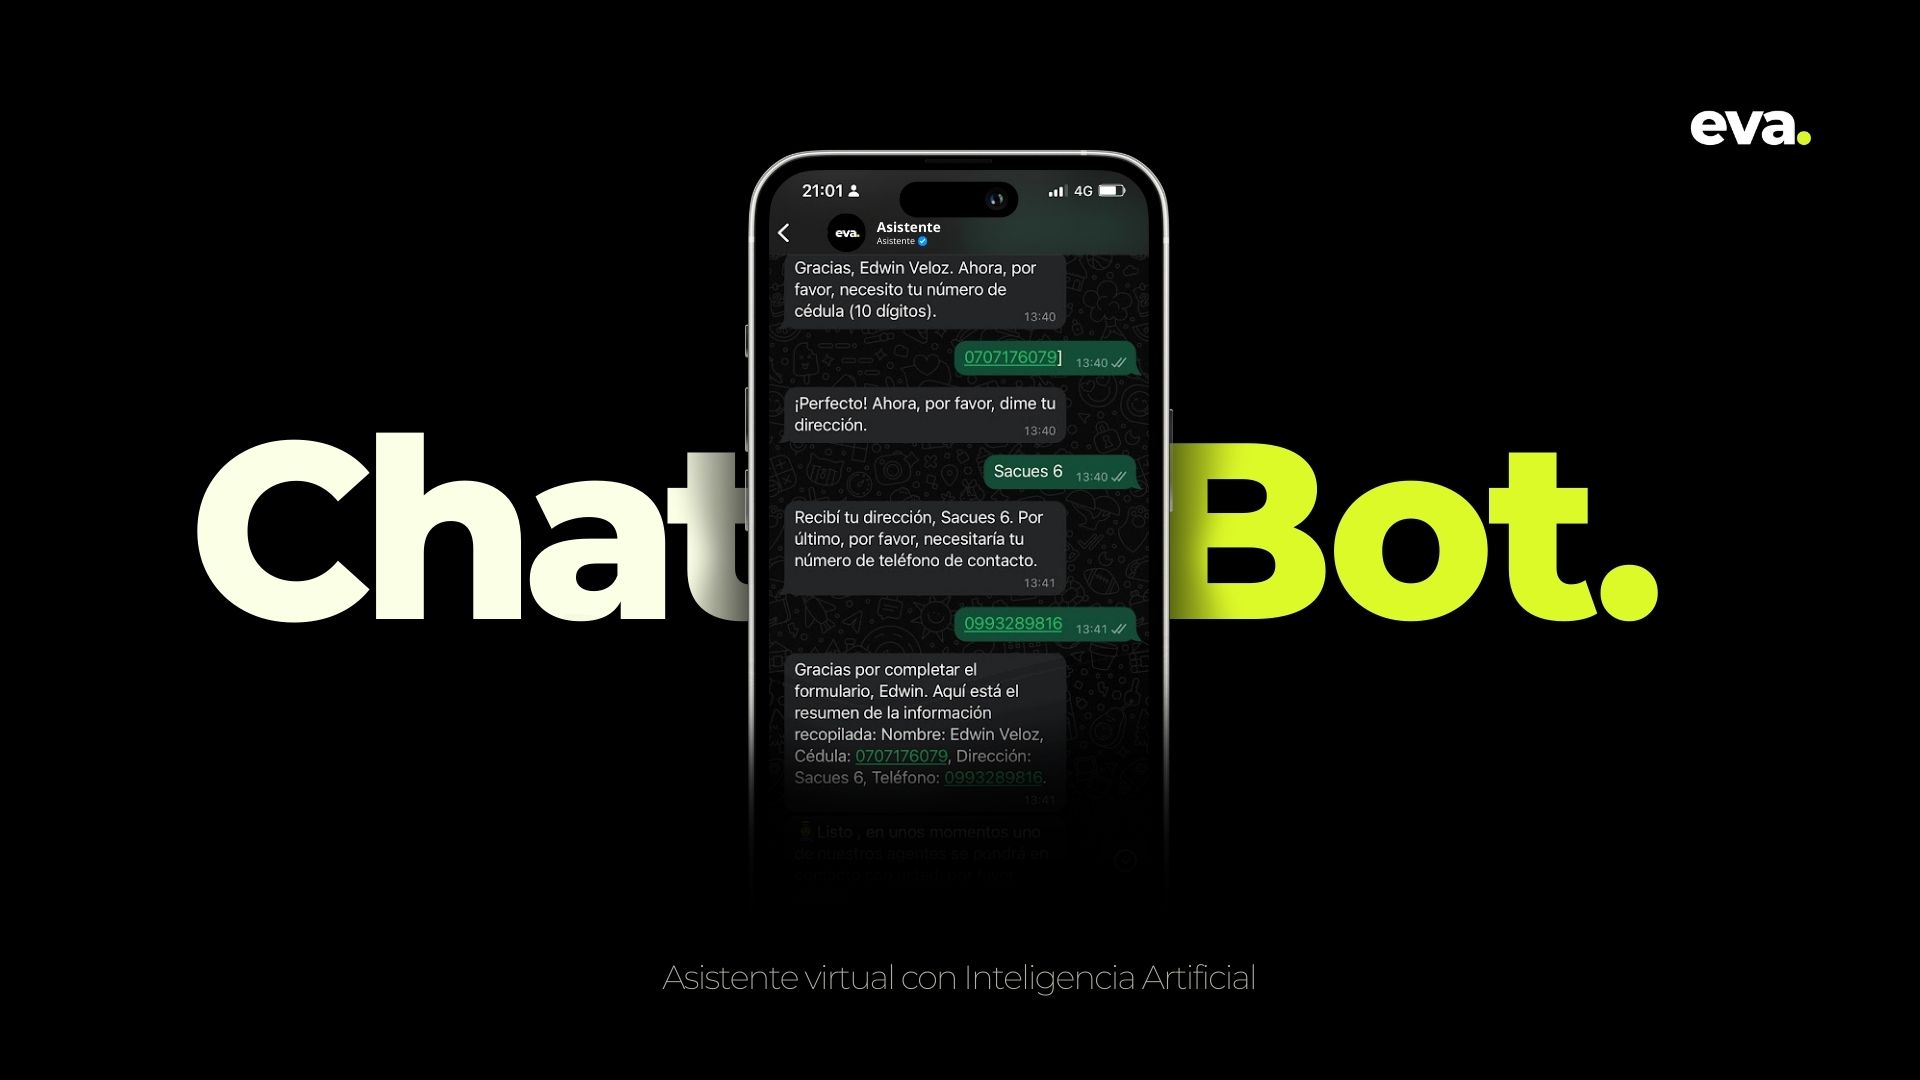 eva.
21:01
4G
eva.
Asistente
Asistente
Gracias, Edwin Veloz. Ahora, por
favor, necesito tu número de
cédula (10 dígitos).
13:40
0707176079]
13:40
¡Perfecto! Ahora, por favor, dime tu
dirección.
13:40
Sacues 6
13:40
Recibí tu dirección, Sacues 6. Por
último, por favor, necesitaría tu
número de teléfono de contacto.
13:41
0993289816
13:41
Gracias por completar el
formulario, Edwin. Aquí está el
resumen de la información
recopilada: Nombre: Edwin Veloz,
Cédula: 0707176079, Dirección:
Sacues 6, Teléfono: 0993289816.
13:41
Listo , en unos momentos uno
de nuestros agentes se pondrá en
contacto con usted, por favor
Chat Bot.
Asistente virtual con Inteligencia Artificial